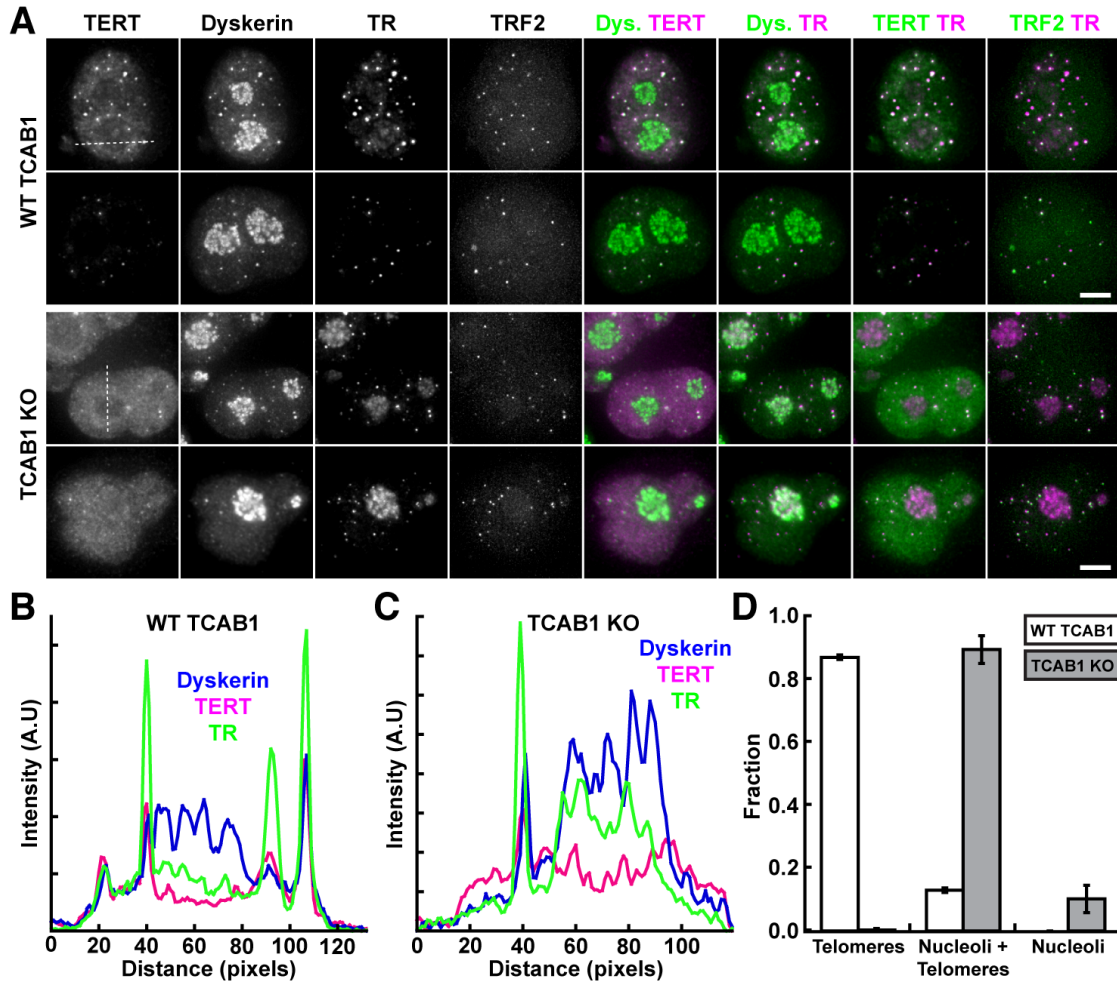 A
TERT Dyskerin TR TRF2 Dys. TERT Dys. TR TERT TR TRF2 TR
WT TCAB1
TCAB1 KO
B
WT TCAB1
Dyskerin
TERT
TR
Intensity (A.U)
0 20 40 60 80 100 120
Distance (pixels)
C
TCAB1 KO
Dyskerin
TERT
TR
Intensity (A.U)
0 20 40 60 80 100
Distance (pixels)
D
WT TCAB1
TCAB1 KO
Fraction
1.0
0.8
0.6
0.4
0.2
0.0
Telomeres Nucleoli + Nucleoli
Telomeres